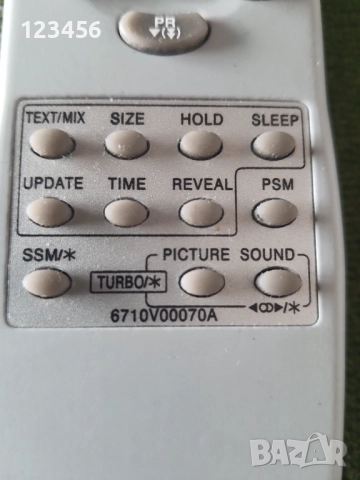 123456
PR
TEXT/MIX SIZE HOLD SLEEP
UPDATE TIME REVEAL PSM
SSM/* PICTURE SOUND
TURBO/*
◄ↀ►/*
6710V00070A
bazar